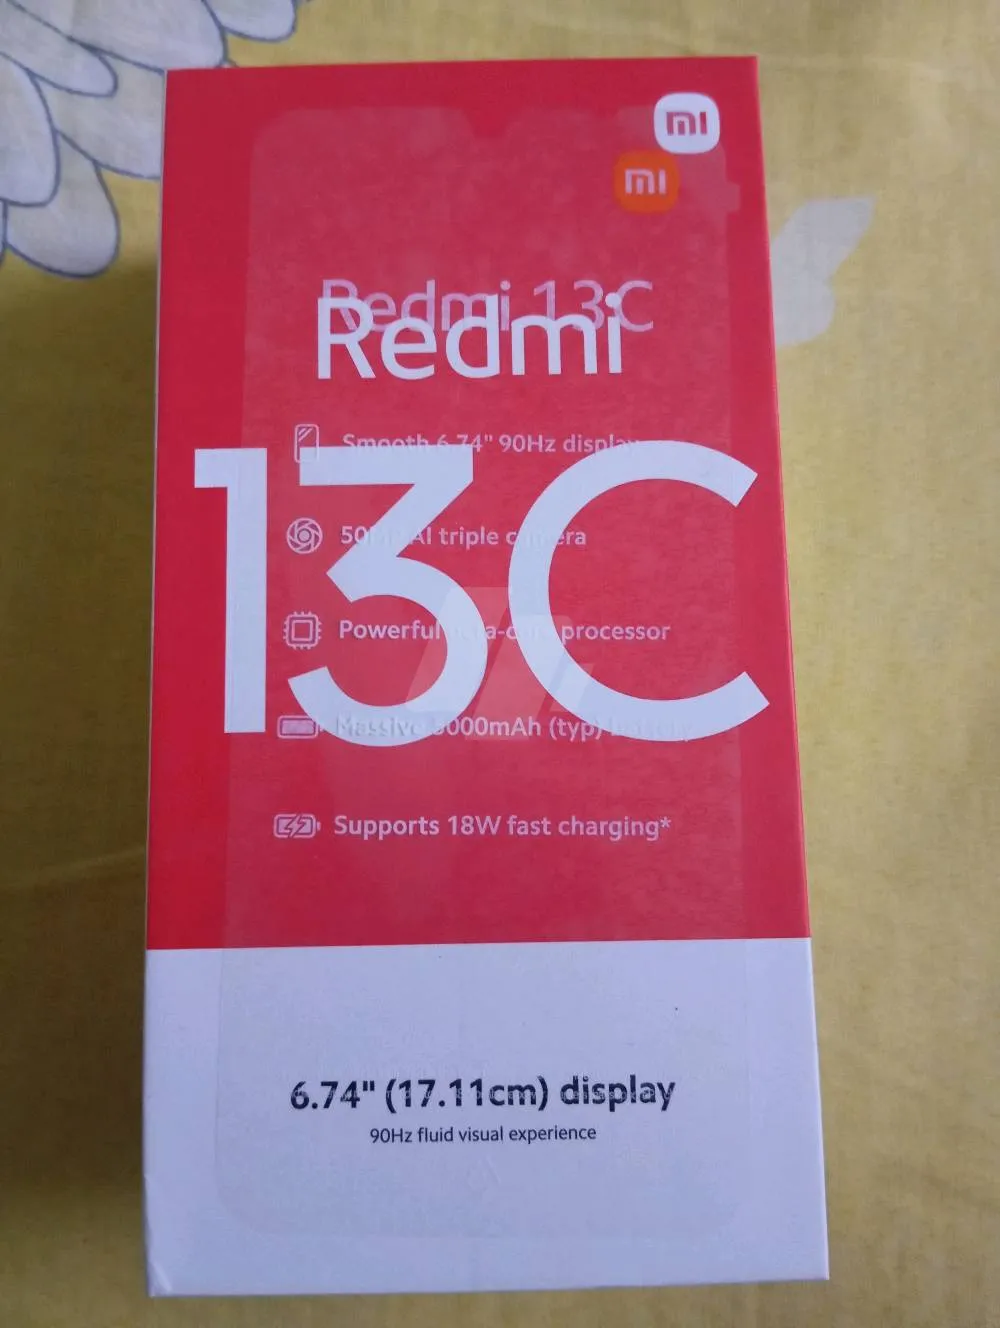 mi
mi
Redmi 13C
Redmi
Smooth 6.74" 90Hz display
13C
AI triple camera
Powerful processor
Massive 5000mAh (typ)
Supports 18W fast charging*
6.74" (17.11cm) display
90Hz fluid visual experience